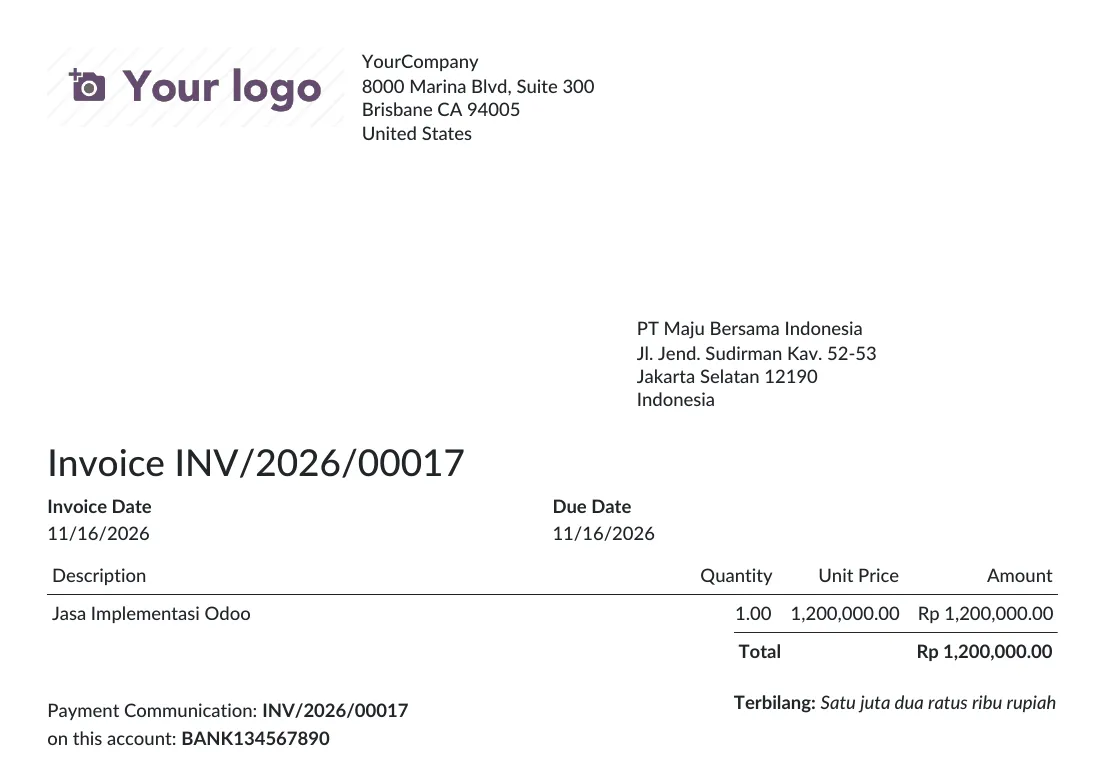 Your logo
YourCompany
8000 Marina Blvd, Suite 300
Brisbane CA 94005
United States
PT Maju Bersama Indonesia
Jl. Jend. Sudirman Kav. 52-53
Jakarta Selatan 12190
Indonesia
Invoice INV/2026/00017
Invoice Date Due Date
11/16/2026 11/16/2026
Description Quantity Unit Price Amount
Jasa Implementasi Odoo 1.00 1,200,000.00 Rp 1,200,000.00
Total Rp 1,200,000.00
Terbilang: Satu juta dua ratus ribu rupiah
Payment Communication: INV/2026/00017
on this account: BANK134567890